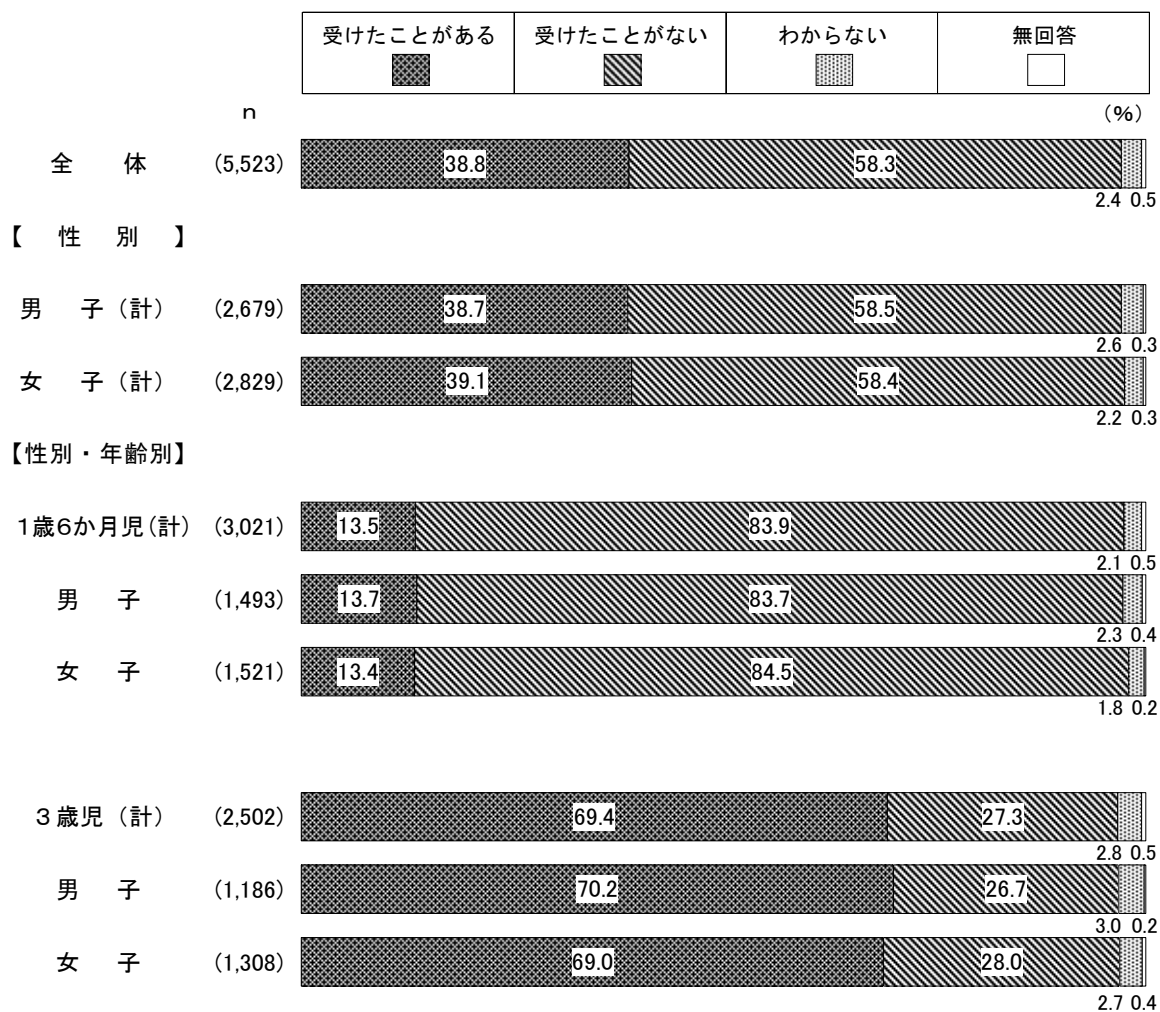 受けたことがある 受けたことがない わからない 無回答
n (%)
全 体 (5,523) 38.8 58.3
2.4 0.5
【 性 別 】
男 子（計） (2,679) 38.7 58.5
2.6 0.3
女 子（計） (2,829) 39.1 58.4
2.2 0.3
【性別・年齢別】
1歳6か月児（計） (3,021) 13.5 83.9
2.1 0.5
男 子 (1,493) 13.7 83.7
2.3 0.4
女 子 (1,521) 13.4 84.5
1.8 0.2
3歳児（計） (2,502) 69.4 27.3
2.8 0.5
男 子 (1,186) 70.2 26.7
3.0 0.2
女 子 (1,308) 69.0 28.0
2.7 0.4